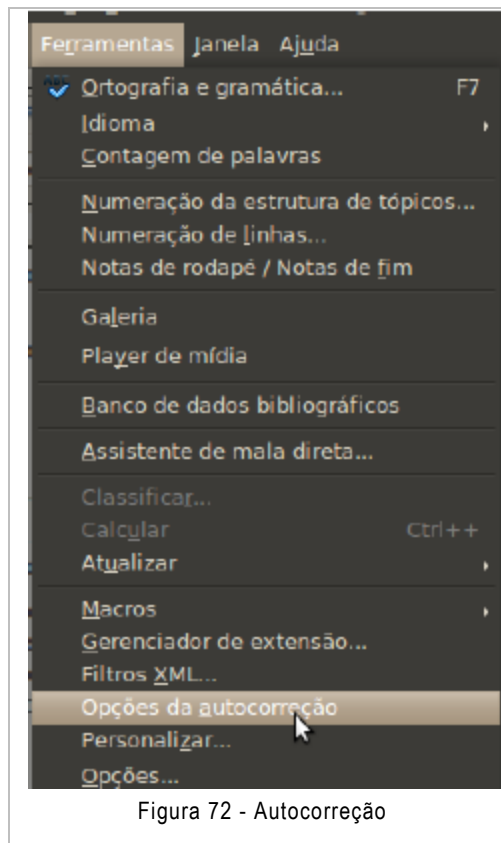 Ferramentas Janela Ajuda
Ortografia e gramática... F7
Idioma
Contagem de palavras
Numeração da estrutura de tópicos...
Numeração de linhas...
Notas de rodapé / Notas de fim
Galeria
Player de mídia
Banco de dados bibliográficos
Assistente de mala direta...
Classificar...
Calcular Ctrl++
Atualizar
Macros
Gerenciador de extensão...
Filtros XML...
Opções da autocorreção
Personalizar...
Opções...
Figura 72 - Autocorreção